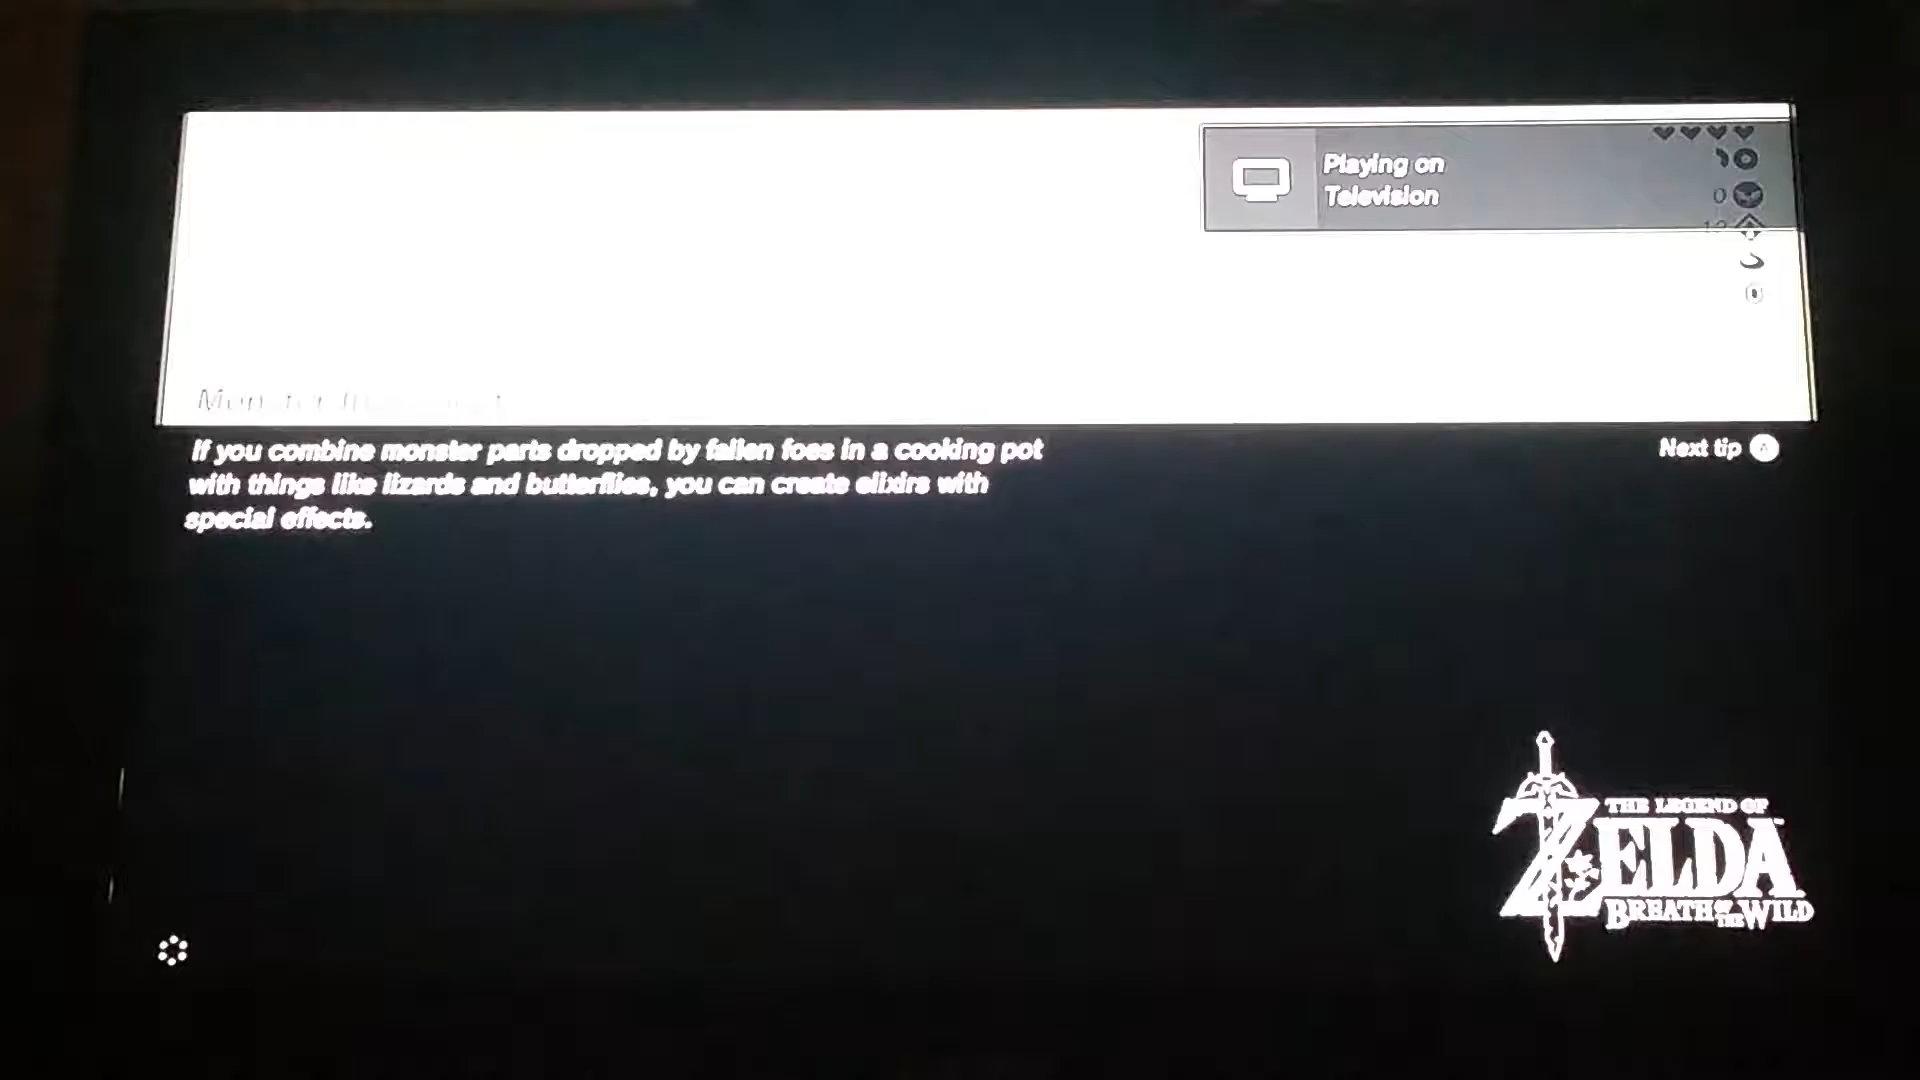 Playing on
Television
0
If you combine monster parts dropped by fallen foes in a cooking pot
with things like lizards and butterflies, you can create elixirs with
special effects.
Next tip A
THE LEGEND OF
ZELDA
BREATH OF THE WILD